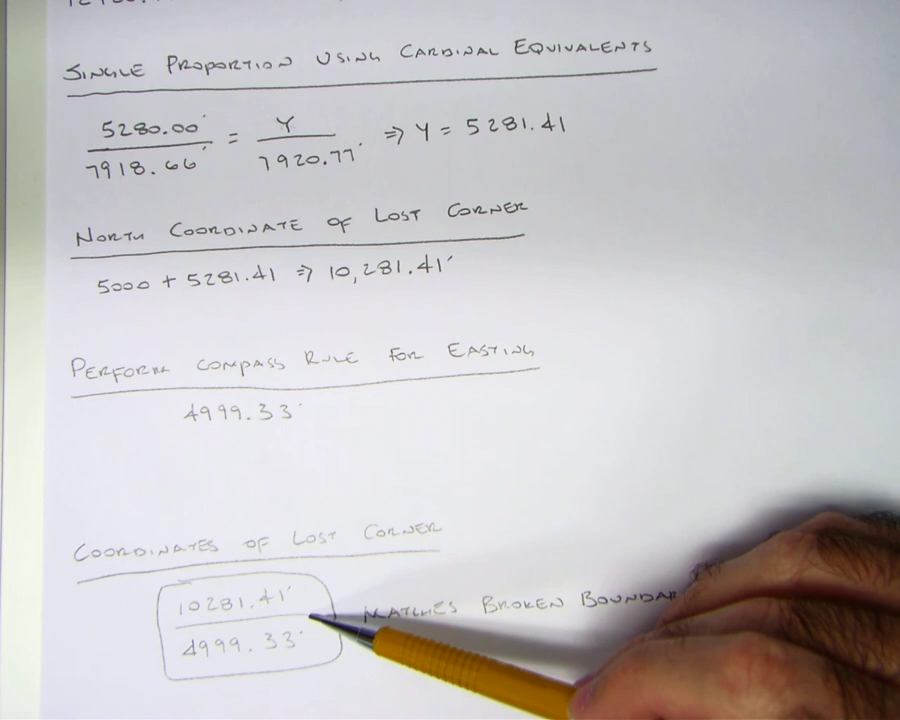 SINGLE PROPORTION USING CARDINAL EQUIVALENTS
5280.00' / 7918.66' = Y / 7920.77' => Y = 5281.41
NORTH COORDINATE OF LOST CORNER
5000 + 5281.41 => 10,281.41'
PERFORM COMPASS RULE FOR EASTING
4999.33'
COORDINATES OF LOST CORNER
10281.41'
4999.33' MATCHES BROKEN BOUNDAR